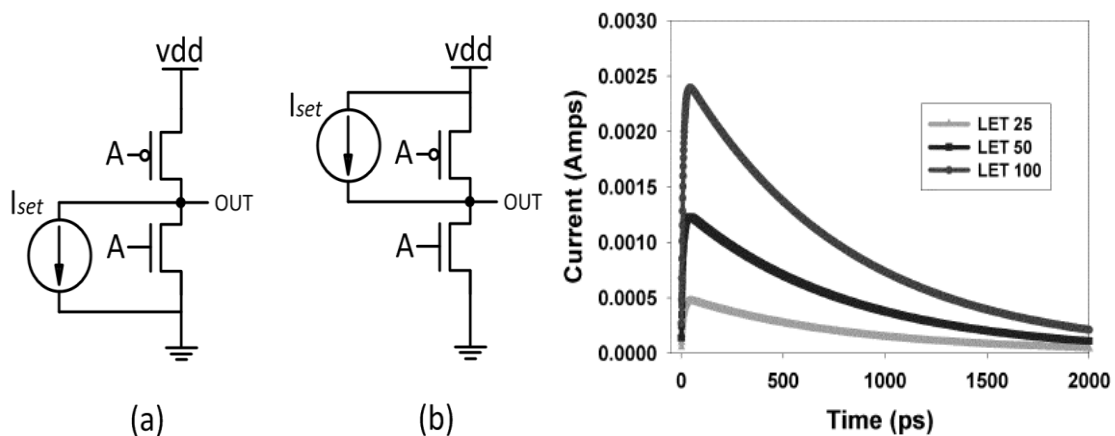 vdd
A
OUT
Iset
A
(a)
vdd
Iset
A
OUT
A
(b)
Current (Amps)
0.0030
0.0025
0.0020
0.0015
0.0010
0.0005
0.0000
LET 25
LET 50
LET 100
0 500 1000 1500 2000
Time (ps)